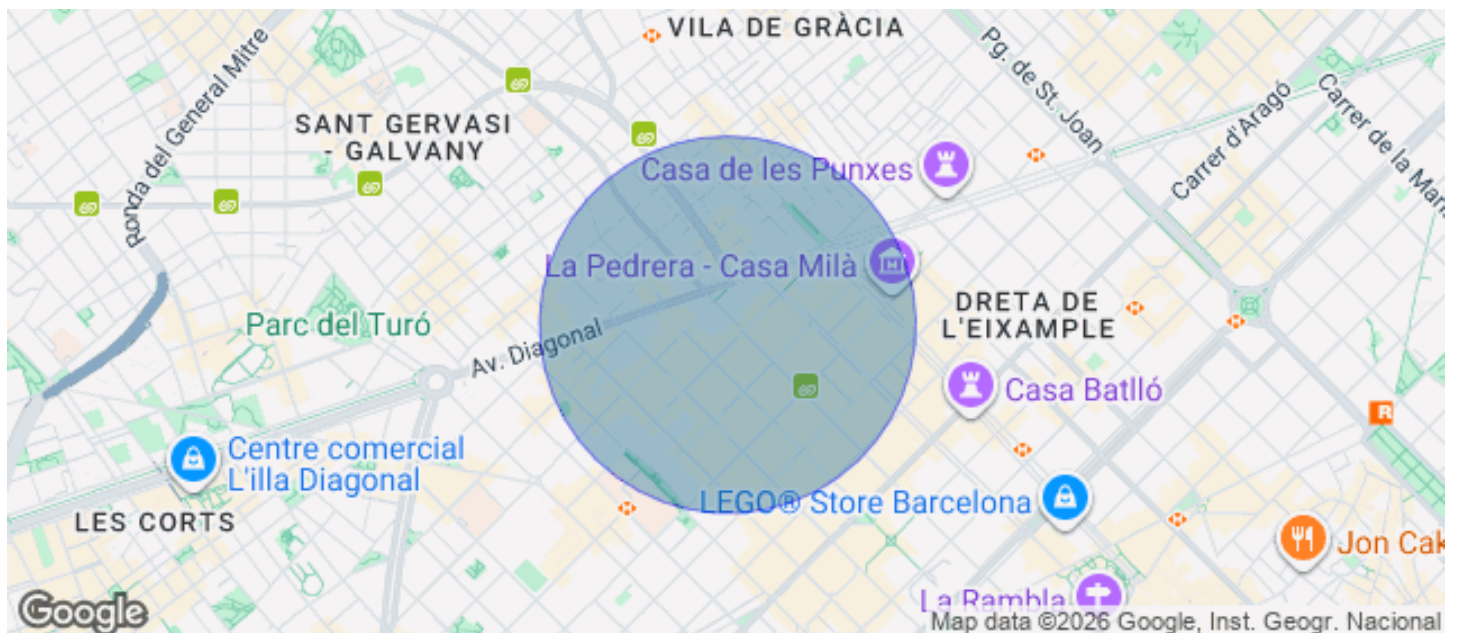 VILA DE GRÀCIA
Ronda del General Mitre
Pg. de St. Joan
Carrer d'Aragó
Carrer de la Mari
SANT GERVASI
- GALVANY
Casa de les Punxes
La Pedrera - Casa Milà
DRETA DE
L'EIXAMPLE
Parc del Turó
Av. Diagonal
Casa Batlló
R
Centre comercial
L'illa Diagonal
LEGO® Store Barcelona
LES CORTS
Jon Cak
La Rambla
Google
Map data ©2026 Google, Inst. Geogr. Nacional